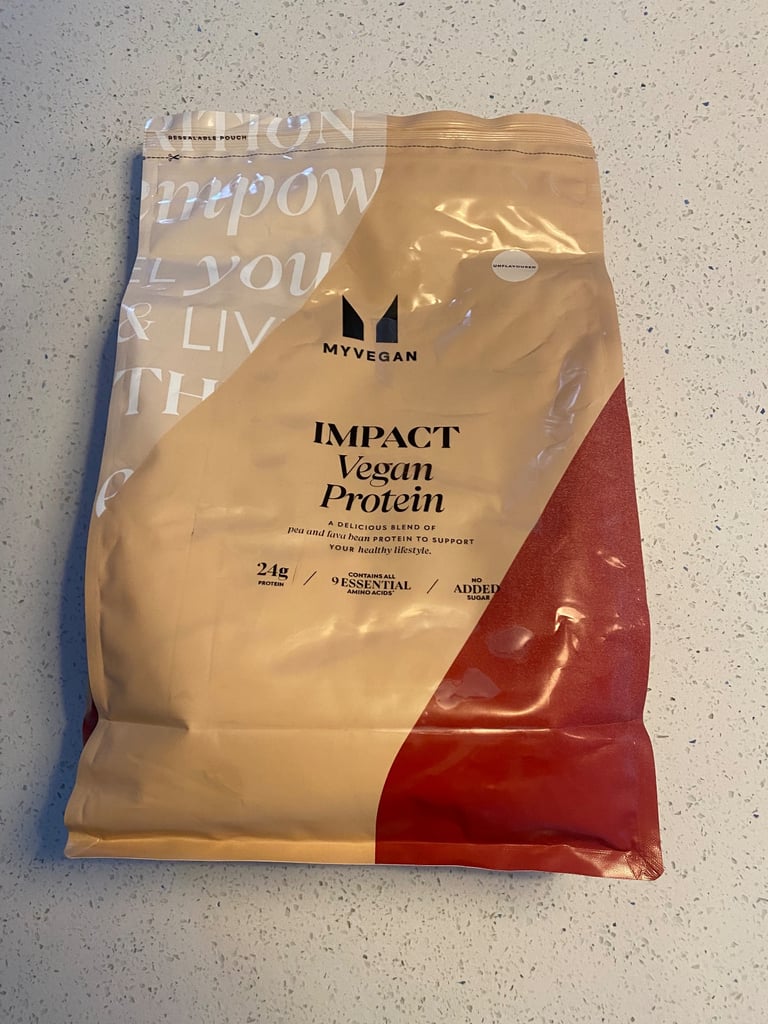 RITION
RESEALABLE POUCH
empow
EL you
UNFLAVOURED
& LIV
TH
MYVEGAN
IMPACT
Vegan
Protein
A DELICIOUS BLEND OF
pea and fava bean PROTEIN TO SUPPORT
YOUR healthy lifestyle.
24g
PROTEIN
/
CONTAINS ALL
9 ESSENTIAL
AMINO ACIDS*
/
NO
ADDED
SUGAR